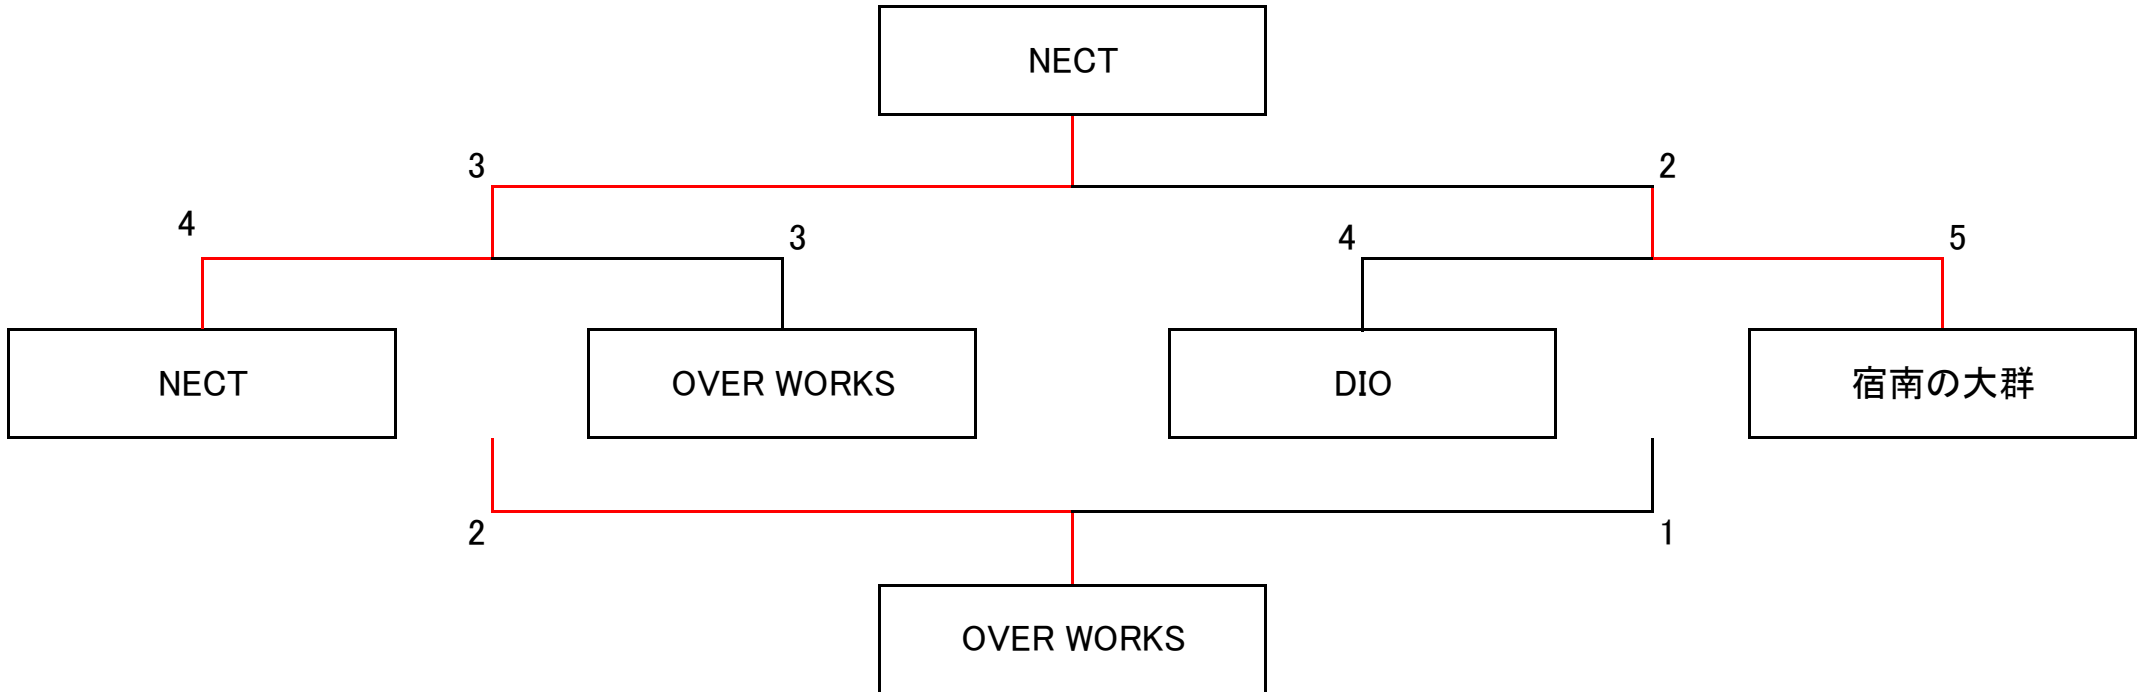 NECT
3
2
4
3
4
5
NECT
OVER WORKS
DIO
宿南の大群
2
1
OVER WORKS